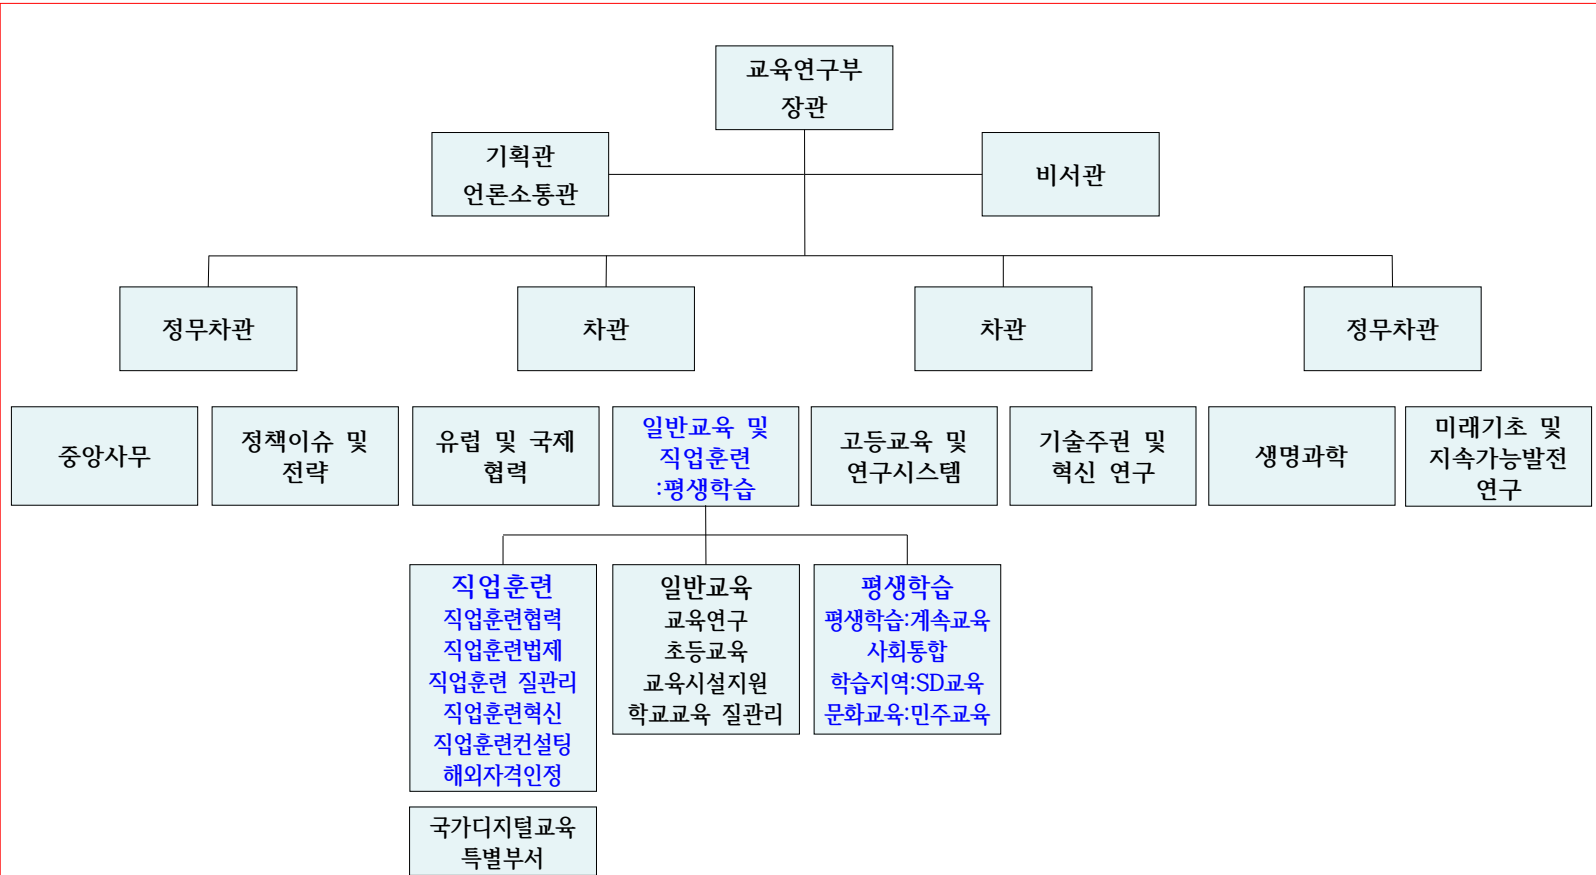 교육연구부
장관
기획관
언론소통관
비서관
정무차관
차관
차관
정무차관
중앙사무
정책이슈 및
전략
유럽 및 국제
협력
일반교육 및
직업훈련
:평생학습
고등교육 및
연구시스템
기술주권 및
혁신 연구
생명과학
미래기초 및
지속가능발전
연구
직업훈련
직업훈련협력
직업훈련법제
직업훈련 질관리
직업훈련혁신
직업훈련컨설팅
해외자격인정
일반교육
교육연구
초등교육
교육시설지원
학교교육 질관리
평생학습
평생학습:계속교육
사회통합
학습지역:SD교육
문화교육:민주교육
국가디지털교육
특별부서